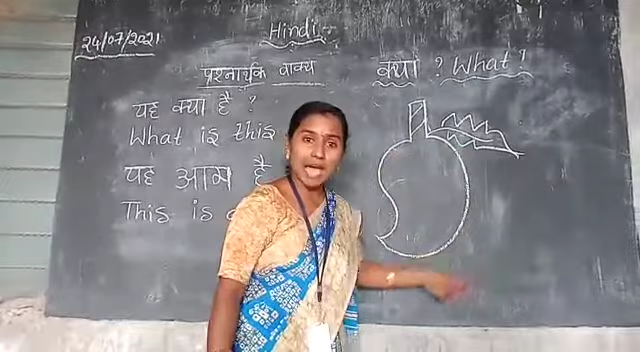 24/07/2021
Hindi
प्रश्नार्थक वाक्य
क्या ? What !
यह क्या है ?
What is this
यह आम है
This is